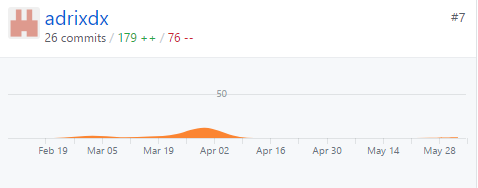 adrixdx
#7
26 commits / 179 ++ / 76 --
50
Feb 19 Mar 05 Mar 19 Apr 02 Apr 16 Apr 30 May 14 May 28